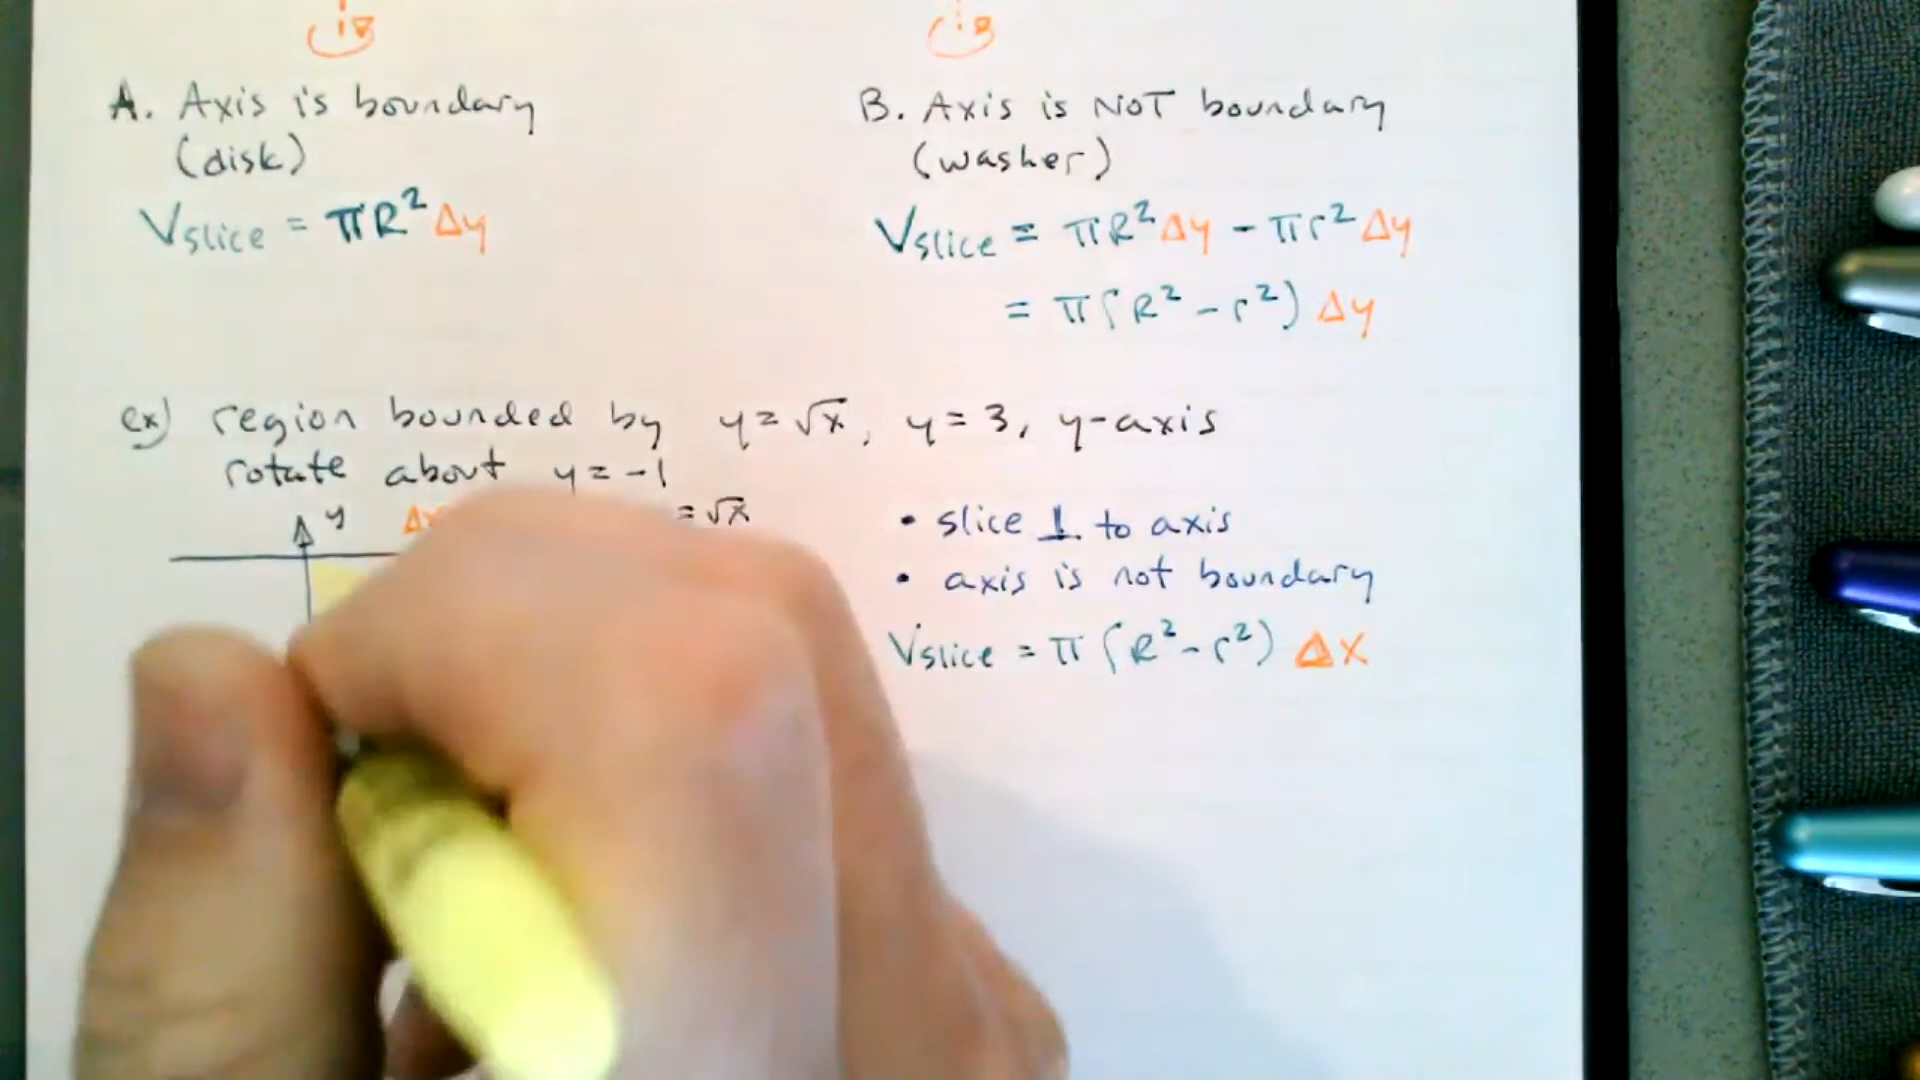 A. Axis is boundary
(disk)
Vslice = πR² Δy
B. Axis is NOT boundary
(washer)
Vslice = πR² Δy - πr² Δy
= π(R² - r²) Δy
ex) region bounded by y=√x, y=3, y-axis
rotate about y=-1
y Δx =√x
• slice ⊥ to axis
• axis is not boundary
Vslice = π(R²-r²) Δx